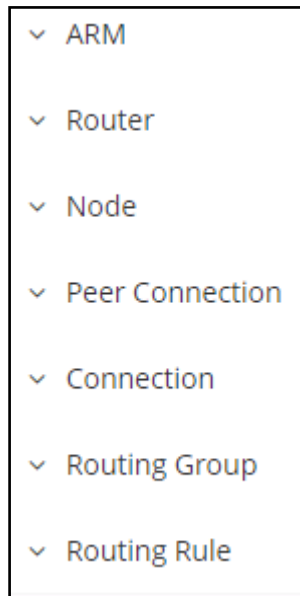 ARM
Router
Node
Peer Connection
Connection
Routing Group
Routing Rule